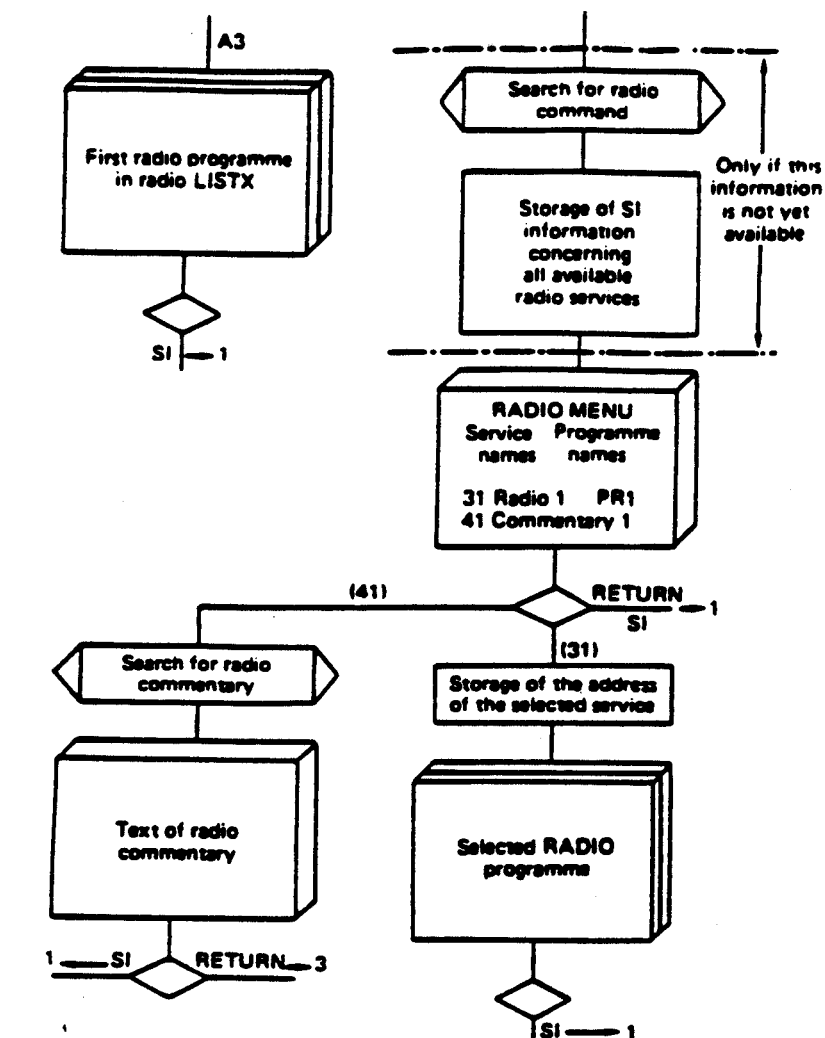 A3
First radio programme
in radio LISTX
SI 1
Search for radio
command
Storage of SI
information
concerning
all available
radio services
Only if this
information
is not yet
available
RADIO MENU
Service Programme
names names
31 Radio 1 PR1
41 Commentary 1
(41)
RETURN 1
SI
(31)
Search for radio
commentary
Storage of the address
of the selected service
Text of radio
commentary
Selected RADIO
programme
1 SI RETURN 3
SI 1